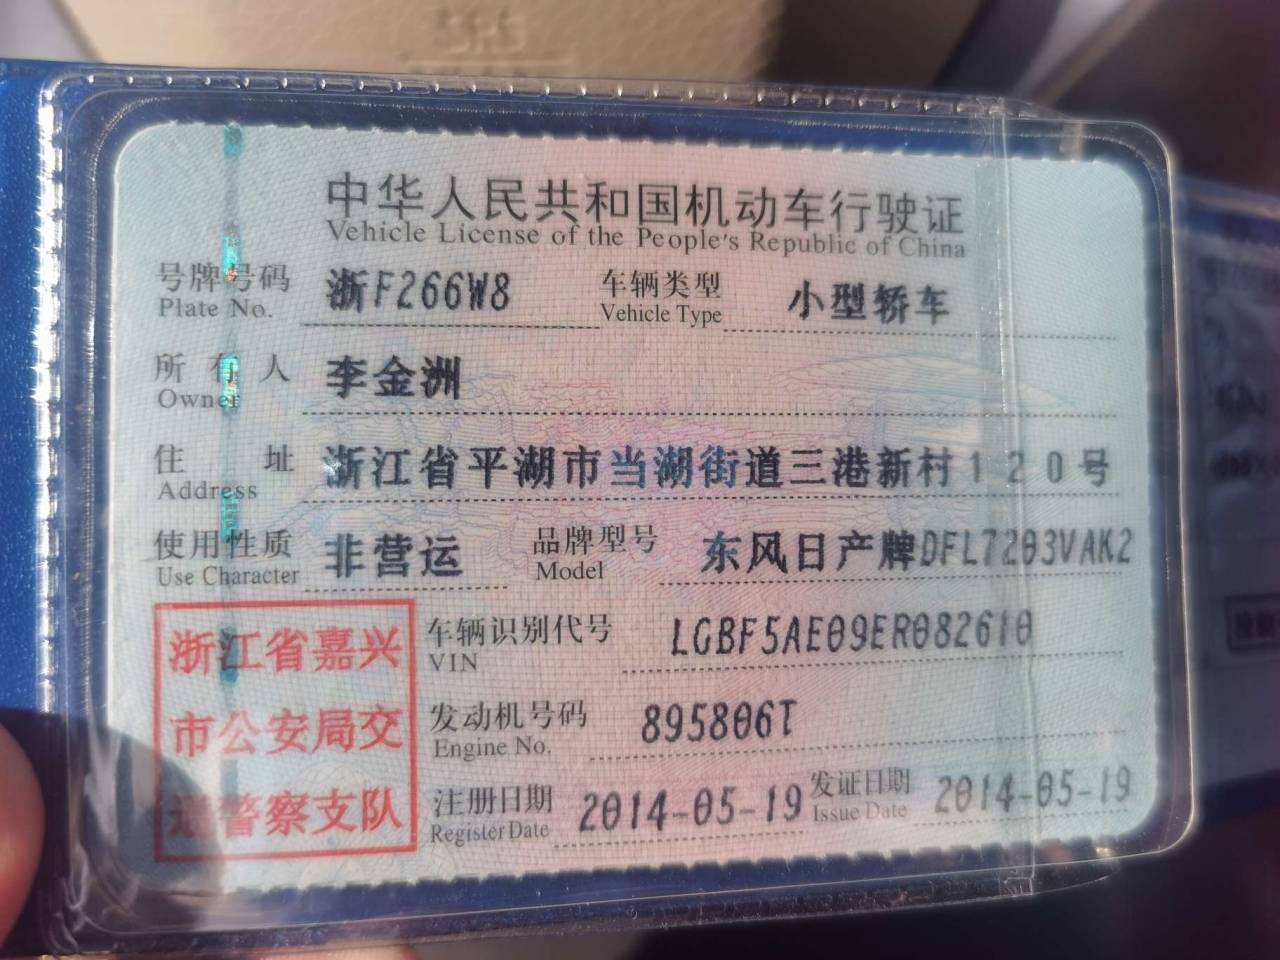 中华人民共和国机动车行驶证
Vehicle License of the People's Republic of China
号牌号码 浙F266W8 车辆类型 小型轿车
Plate No. Vehicle Type
所有人 李金洲
Owner
住址 浙江省平湖市当湖街道三港新村120号
Address
使用性质 非营运 品牌型号 东风日产牌DFL7203VAK2
Use Character Model
浙江省嘉兴
市公安局交
通警察支队
车辆识别代号 LGBF5AE09ER082610
VIN
发动机号码 895806T
Engine No.
注册日期 2014-05-19 发证日期 2014-05-19
Register Date Issue Date